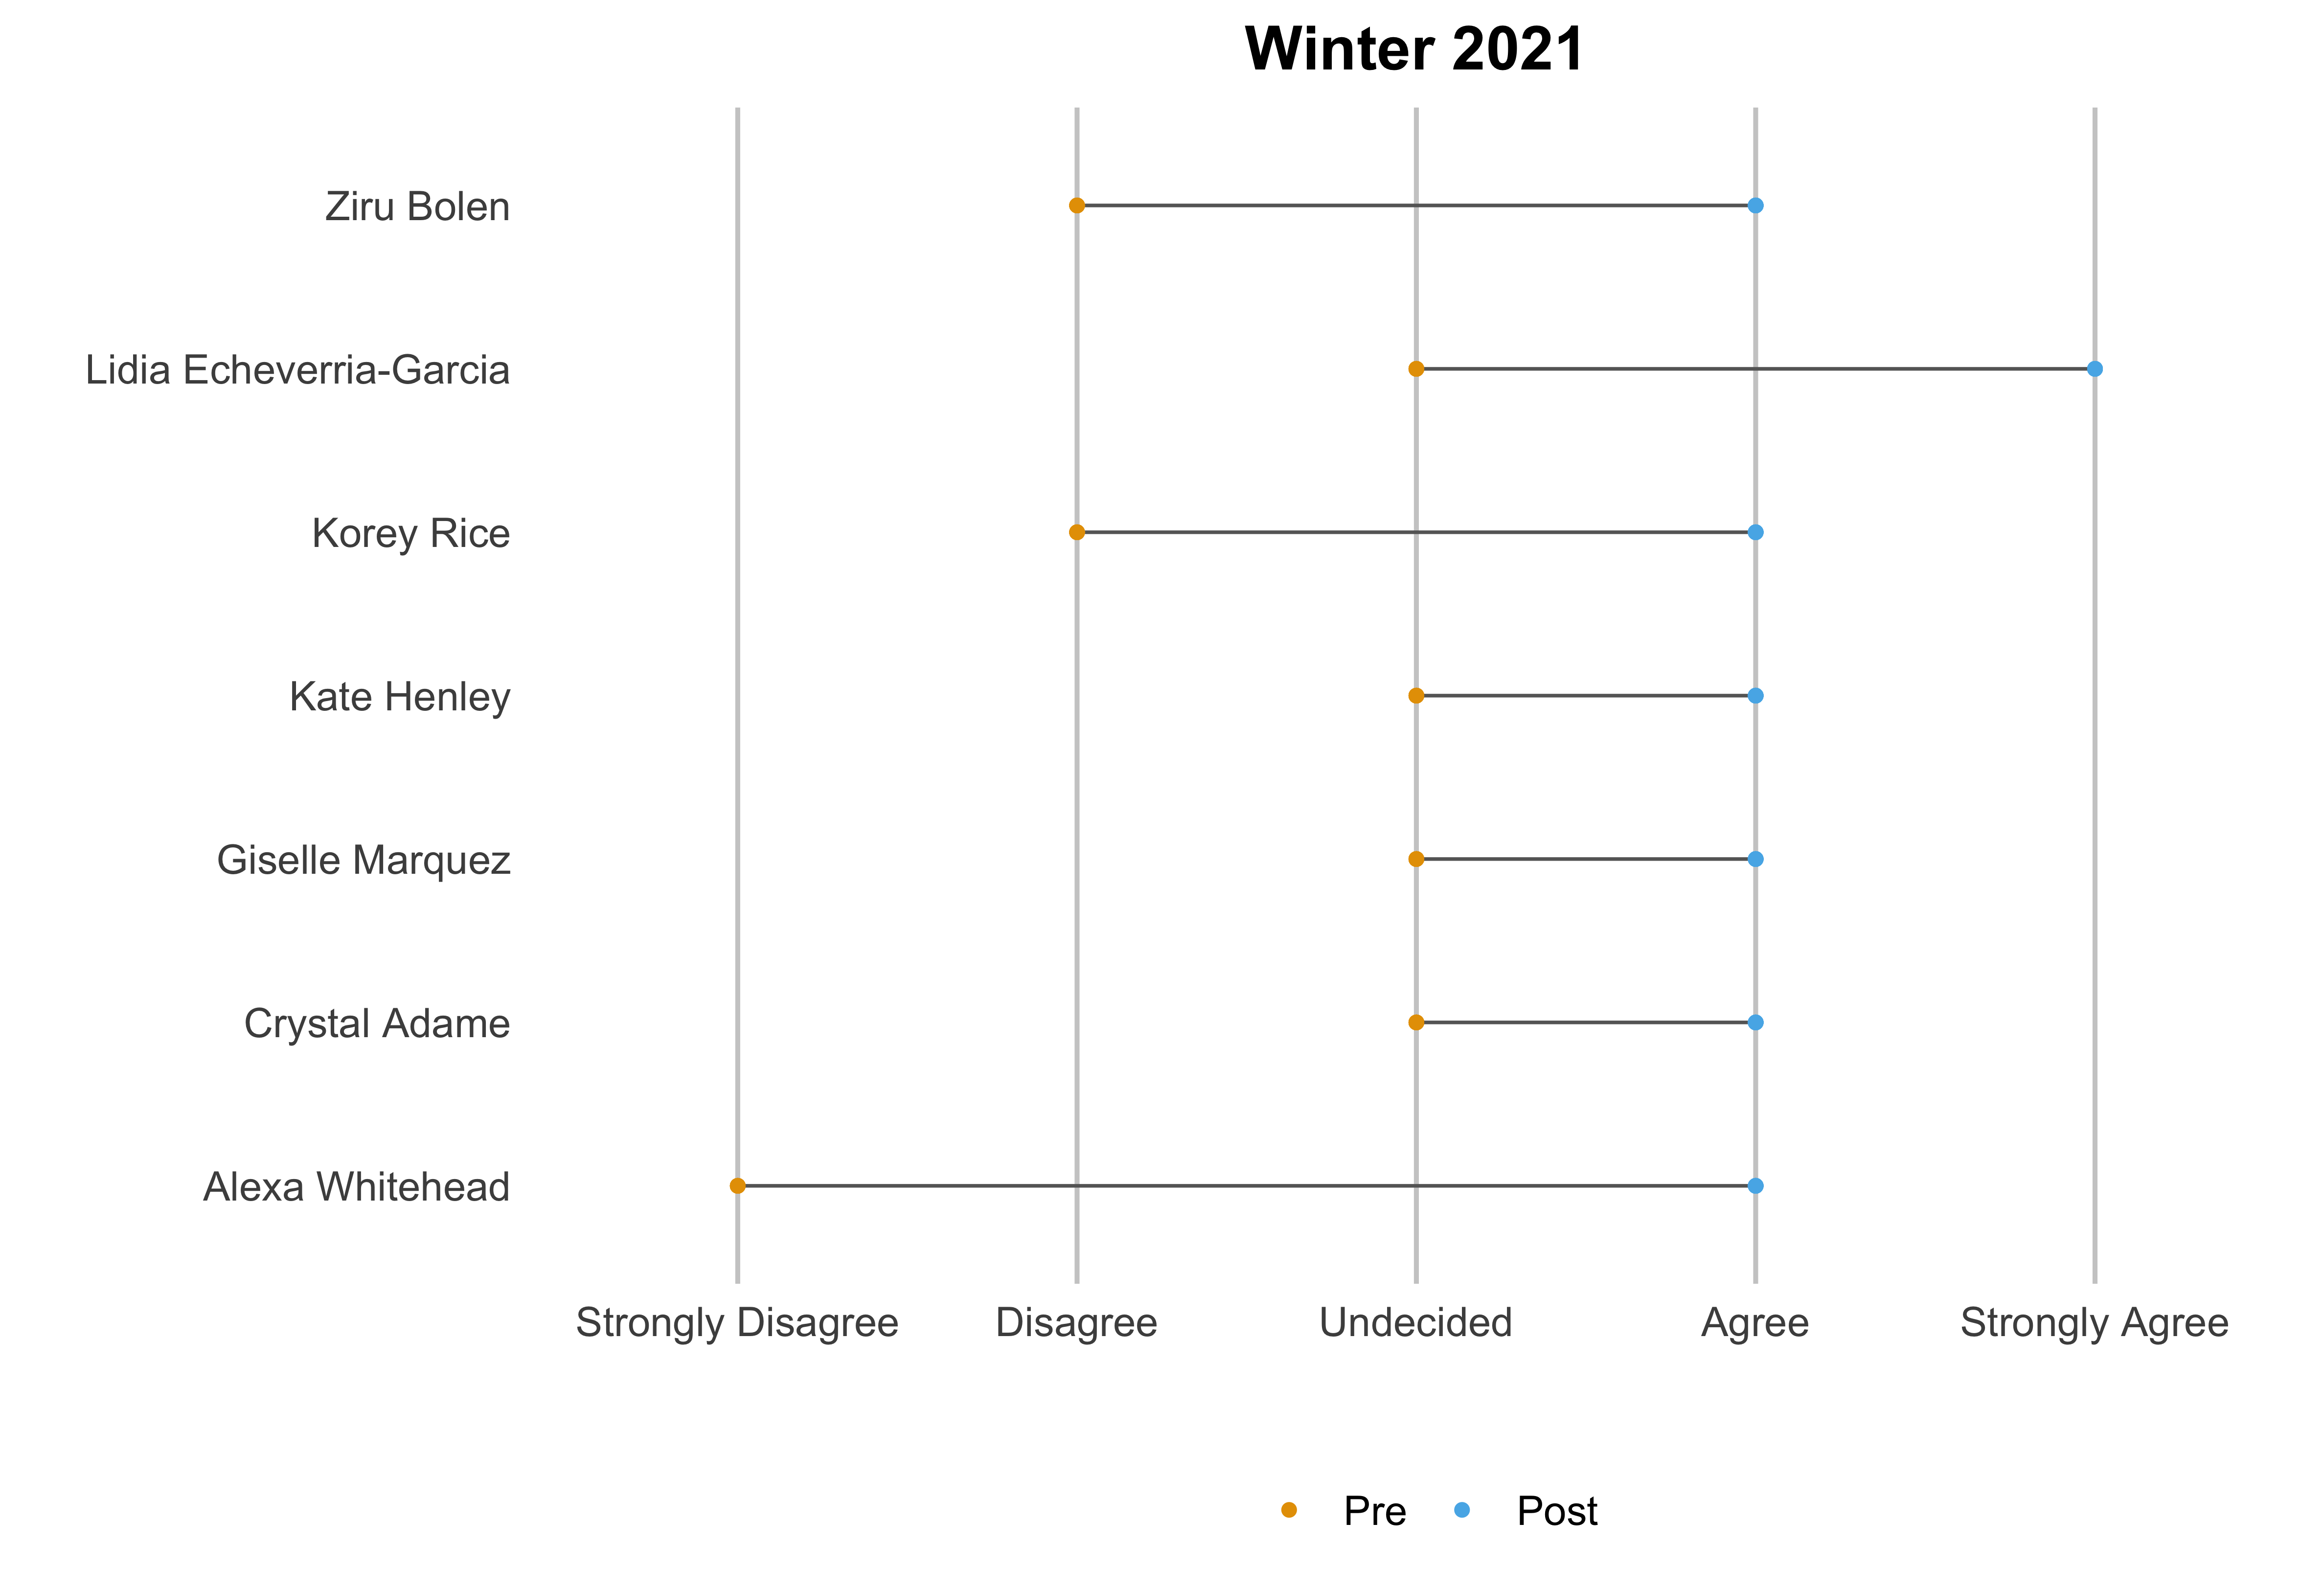 Winter 2021
Ziru Bolen
Lidia Echeverria-Garcia
Korey Rice
Kate Henley
Giselle Marquez
Crystal Adame
Alexa Whitehead
Strongly Disagree Disagree Undecided Agree Strongly Agree
Pre Post